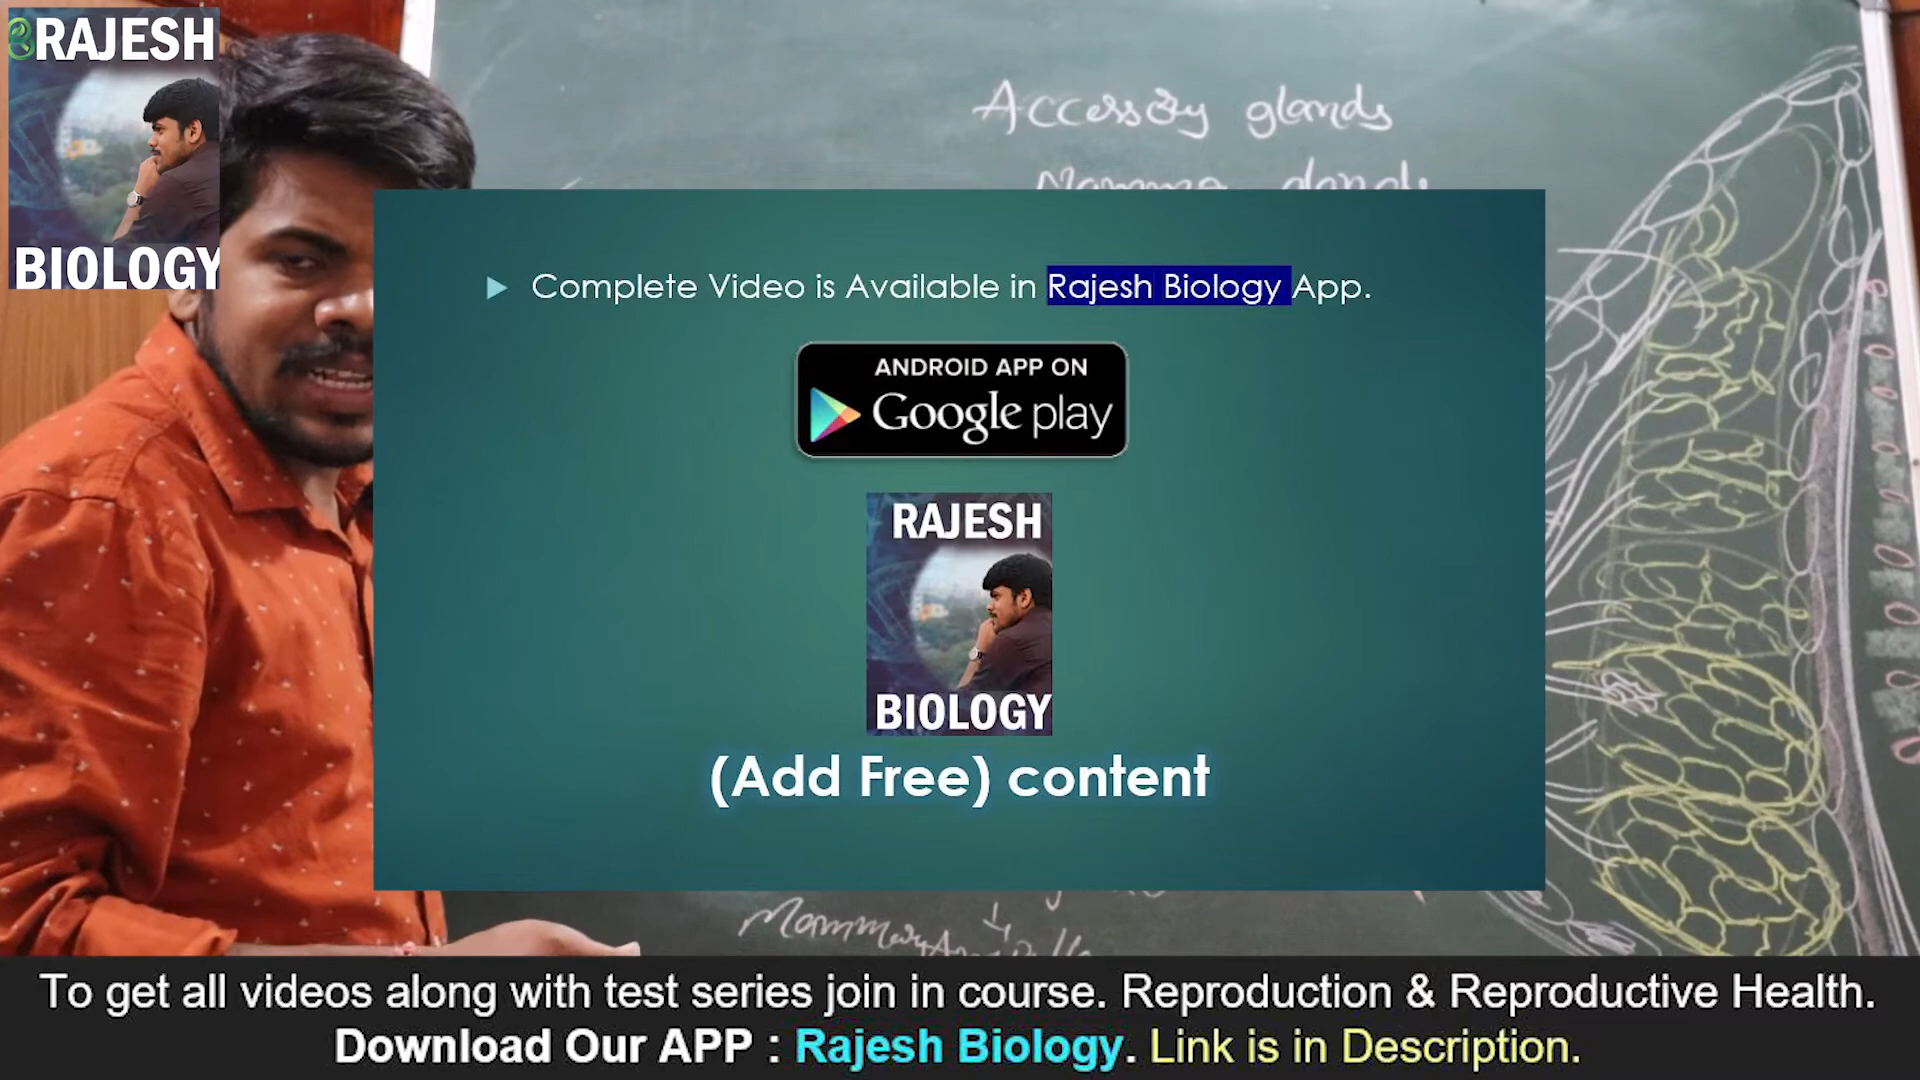 RAJESH
BIOLOGY
Accessory glands
Complete Video is Available in Rajesh Biology App.
ANDROID APP ON
Google play
RAJESH
BIOLOGY
(Add Free) content
To get all videos along with test series join in course. Reproduction & Reproductive Health.
Download Our APP : Rajesh Biology. Link is in Description.